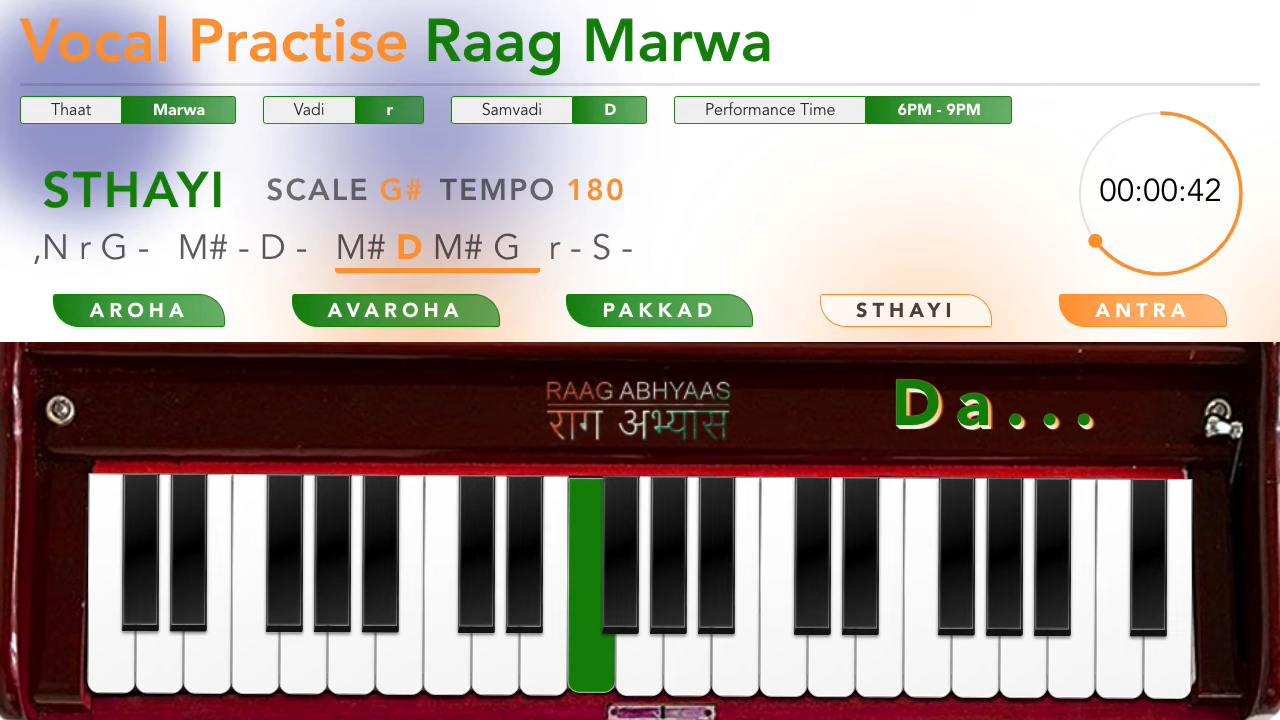 Vocal Practise Raag Marwa
Thaat Marwa Vadi r Samvadi D Performance Time 6PM - 9PM
STHAYI SCALE G# TEMPO 180
00:00:42
,N r G - M# - D - M# D M# G r - S -
AROHA AVAROHA PAKKAD STHAYI ANTRA
RAAG ABHYAAS
राग अभ्यास
Da...